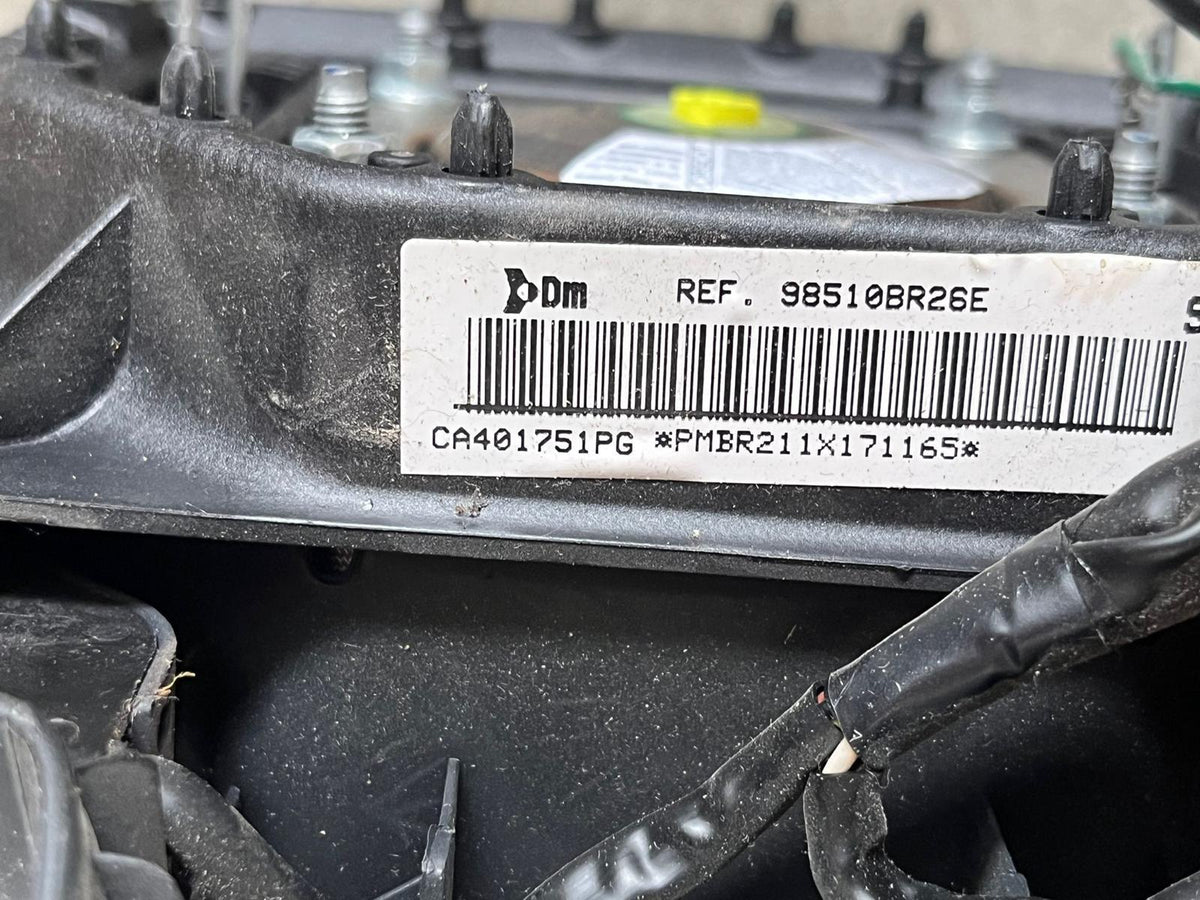 Dm REF. 98510BR26E
CA401751PG *PMBR211X171165*